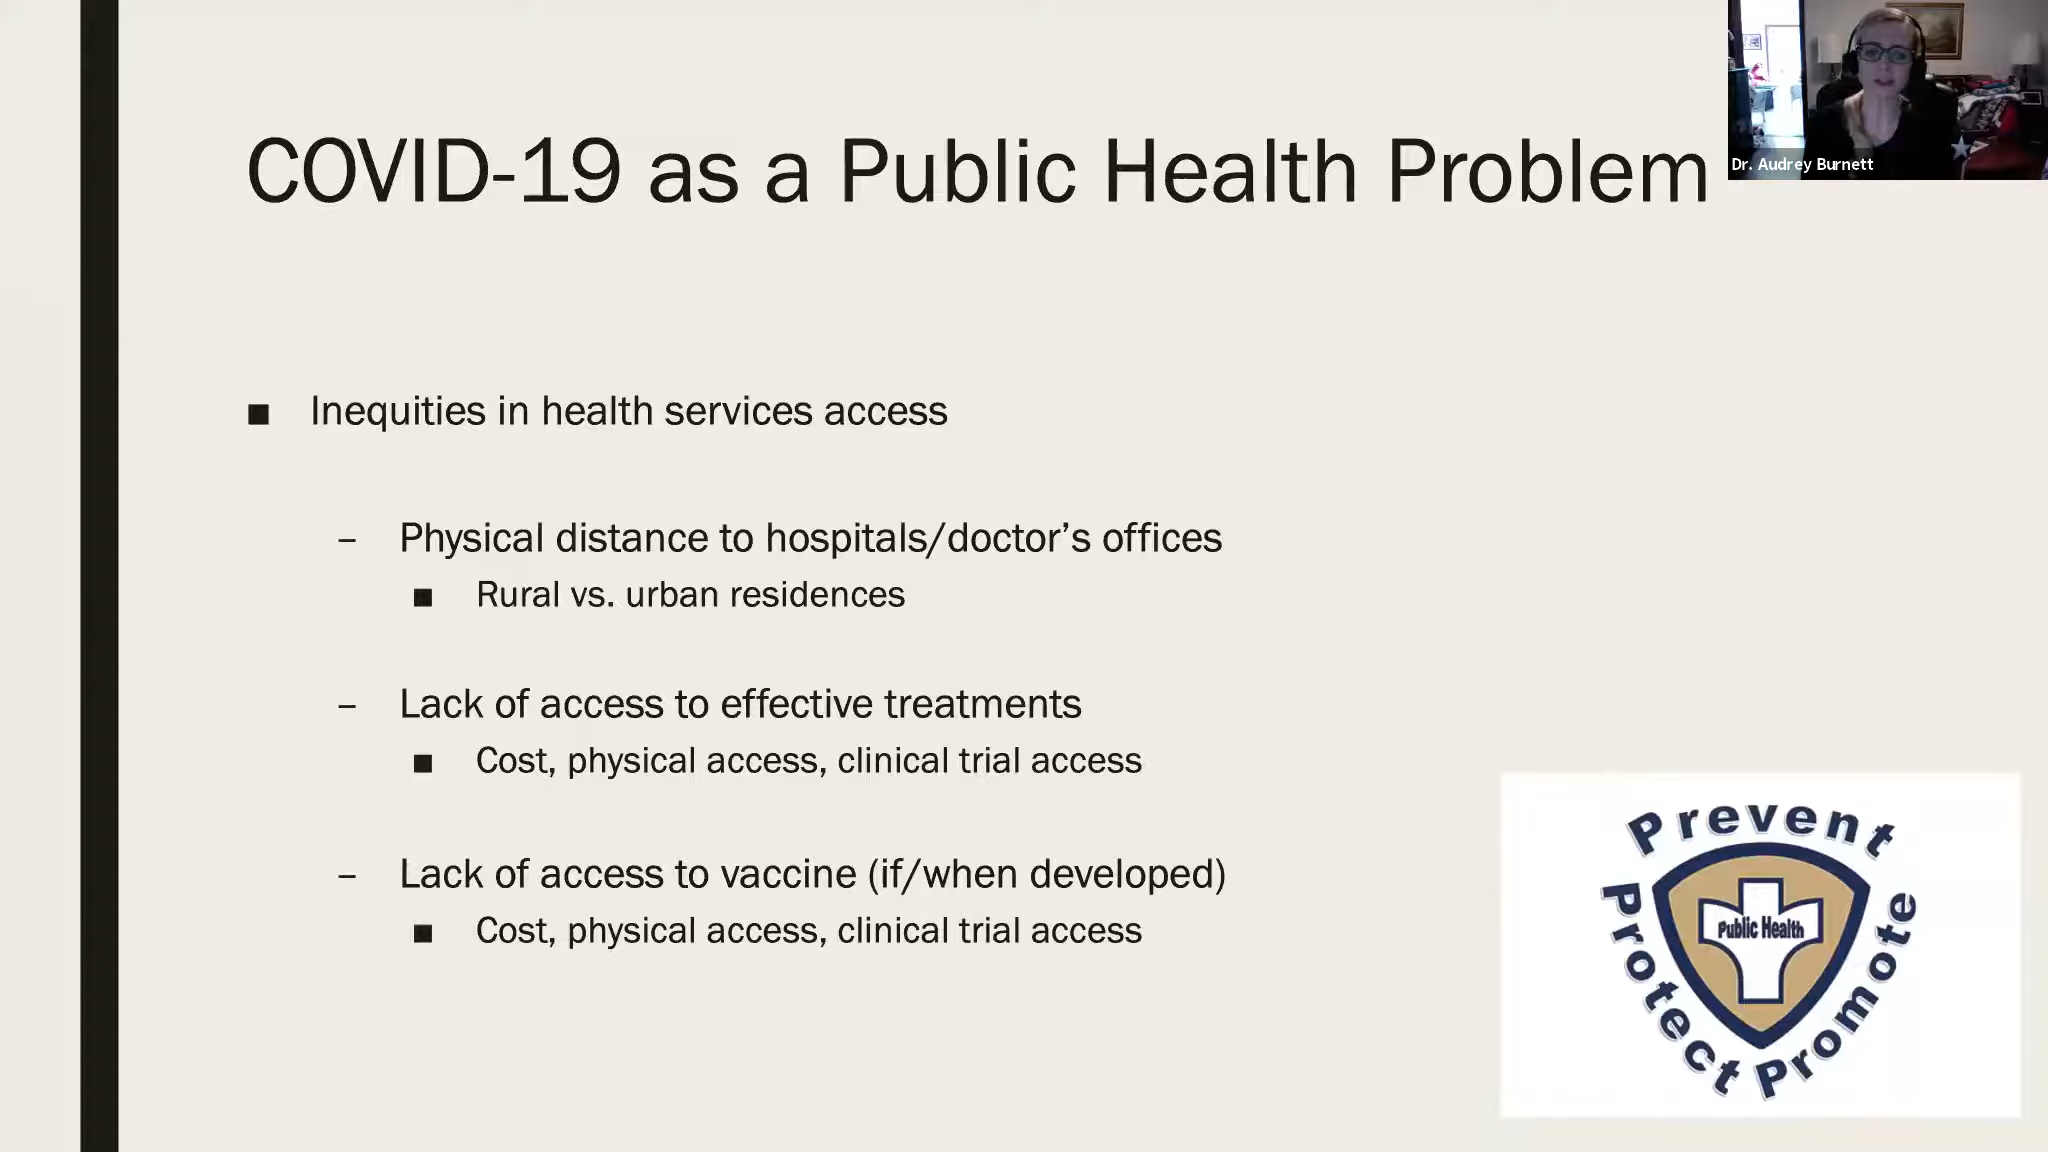 COVID-19 as a Public Health Problem
Dr. Audrey Burnett
■ Inequities in health services access
– Physical distance to hospitals/doctor’s offices
■ Rural vs. urban residences
– Lack of access to effective treatments
■ Cost, physical access, clinical trial access
– Lack of access to vaccine (if/when developed)
■ Cost, physical access, clinical trial access
Prevent
Protect
Promote
Public Health